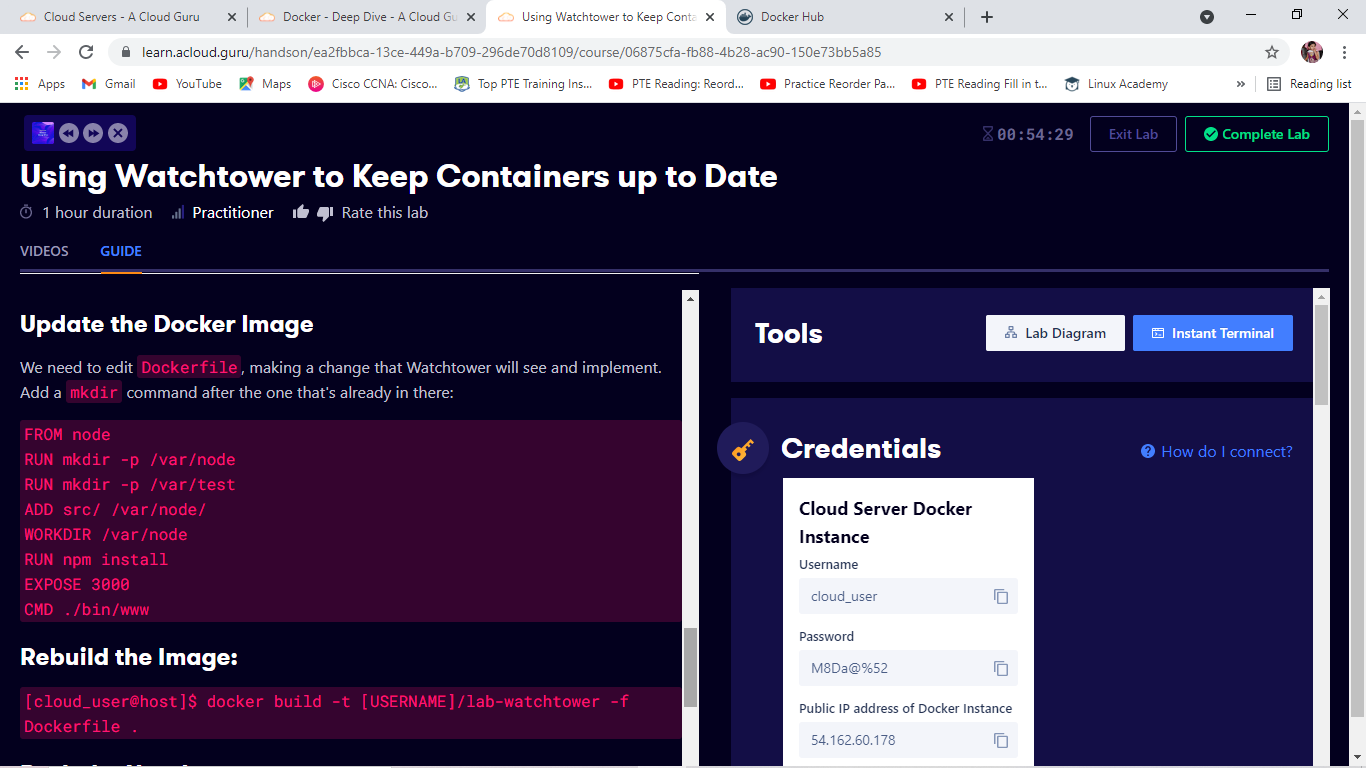 Cloud Servers - A Cloud Guru
Docker - Deep Dive - A Cloud Gu
Using Watchtower to Keep Conta
Docker Hub
learn.acloud.guru/handson/ea2fbbca-13ce-449a-b709-296de70d8109/course/06875cfa-fb88-4b28-ac90-150e73bb5a85
Apps
Gmail
YouTube
Maps
Cisco CCNA: Cisco...
Top PTE Training Ins...
PTE Reading: Reord...
Practice Reorder Pa...
PTE Reading Fill in t...
Linux Academy
»
Reading list
00:54:29
Exit Lab
Complete Lab
Using Watchtower to Keep Containers up to Date
1 hour duration
Practitioner
Rate this lab
VIDEOS
GUIDE
Update the Docker Image
We need to edit Dockerfile, making a change that Watchtower will see and implement.
Add a mkdir command after the one that's already in there:
FROM node
RUN mkdir -p /var/node
RUN mkdir -p /var/test
ADD src/ /var/node/
WORKDIR /var/node
RUN npm install
EXPOSE 3000
CMD ./bin/www
Rebuild the Image:
[cloud_user@host]$ docker build -t [USERNAME]/lab-watchtower -f
Dockerfile .
Tools
Lab Diagram
Instant Terminal
Credentials
How do I connect?
Cloud Server Docker
Instance
Username
cloud_user
Password
M8Da@%52
Public IP address of Docker Instance
54.162.60.178